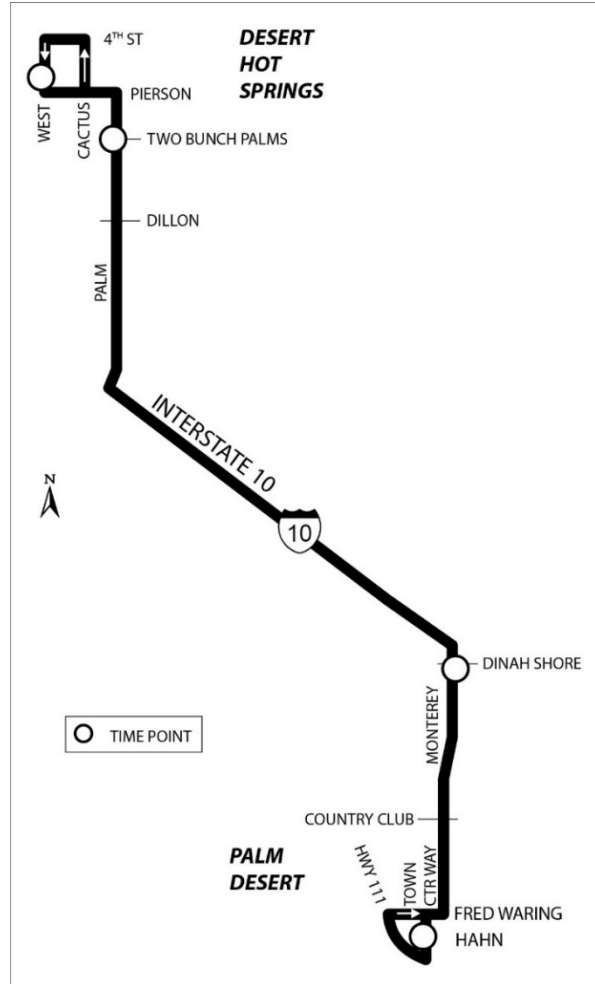 4TH ST
DESERT
HOT
SPRINGS
WEST
CACTUS
PIERSON
TWO BUNCH PALMS
DILLON
PALM
INTERSTATE 10
N
10
DINAH SHORE
MONTEREY
TIME POINT
COUNTRY CLUB
PALM
DESERT
HWY 111
TOWN
CTR WAY
FRED WARING
HAHN